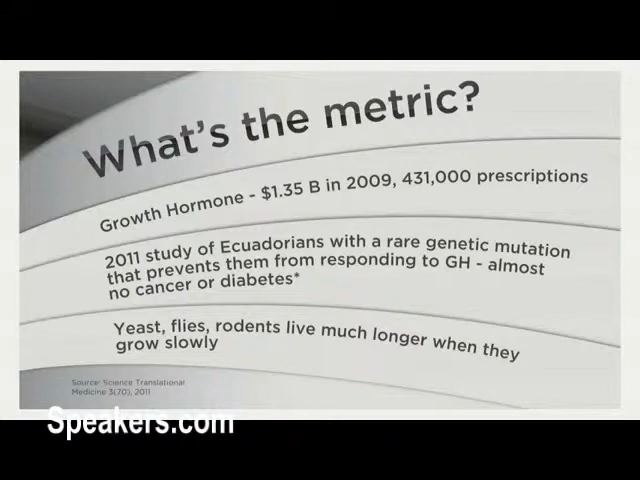 What's the metric?
Growth Hormone - $1.35 B in 2009, 431,000 prescriptions
2011 study of Ecuadorians with a rare genetic mutation
that prevents them from responding to GH - almost
no cancer or diabetes*
Yeast, flies, rodents live much longer when they
grow slowly
Source: Science Translational
Medicine 3(70), 2011
Speakers.com